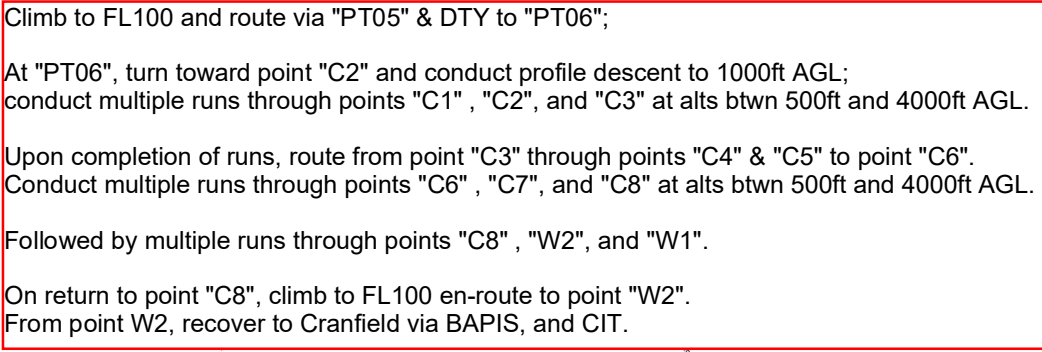 Climb to FL100 and route via "PT05" & DTY to "PT06";
At "PT06", turn toward point "C2" and conduct profile descent to 1000ft AGL;
conduct multiple runs through points "C1" , "C2", and "C3" at alts btwn 500ft and 4000ft AGL.
Upon completion of runs, route from point "C3" through points "C4" & "C5" to point "C6".
Conduct multiple runs through points "C6" , "C7", and "C8" at alts btwn 500ft and 4000ft AGL.
Followed by multiple runs through points "C8" , "W2", and "W1".
On return to point "C8", climb to FL100 en-route to point "W2".
From point W2, recover to Cranfield via BAPIS, and CIT.